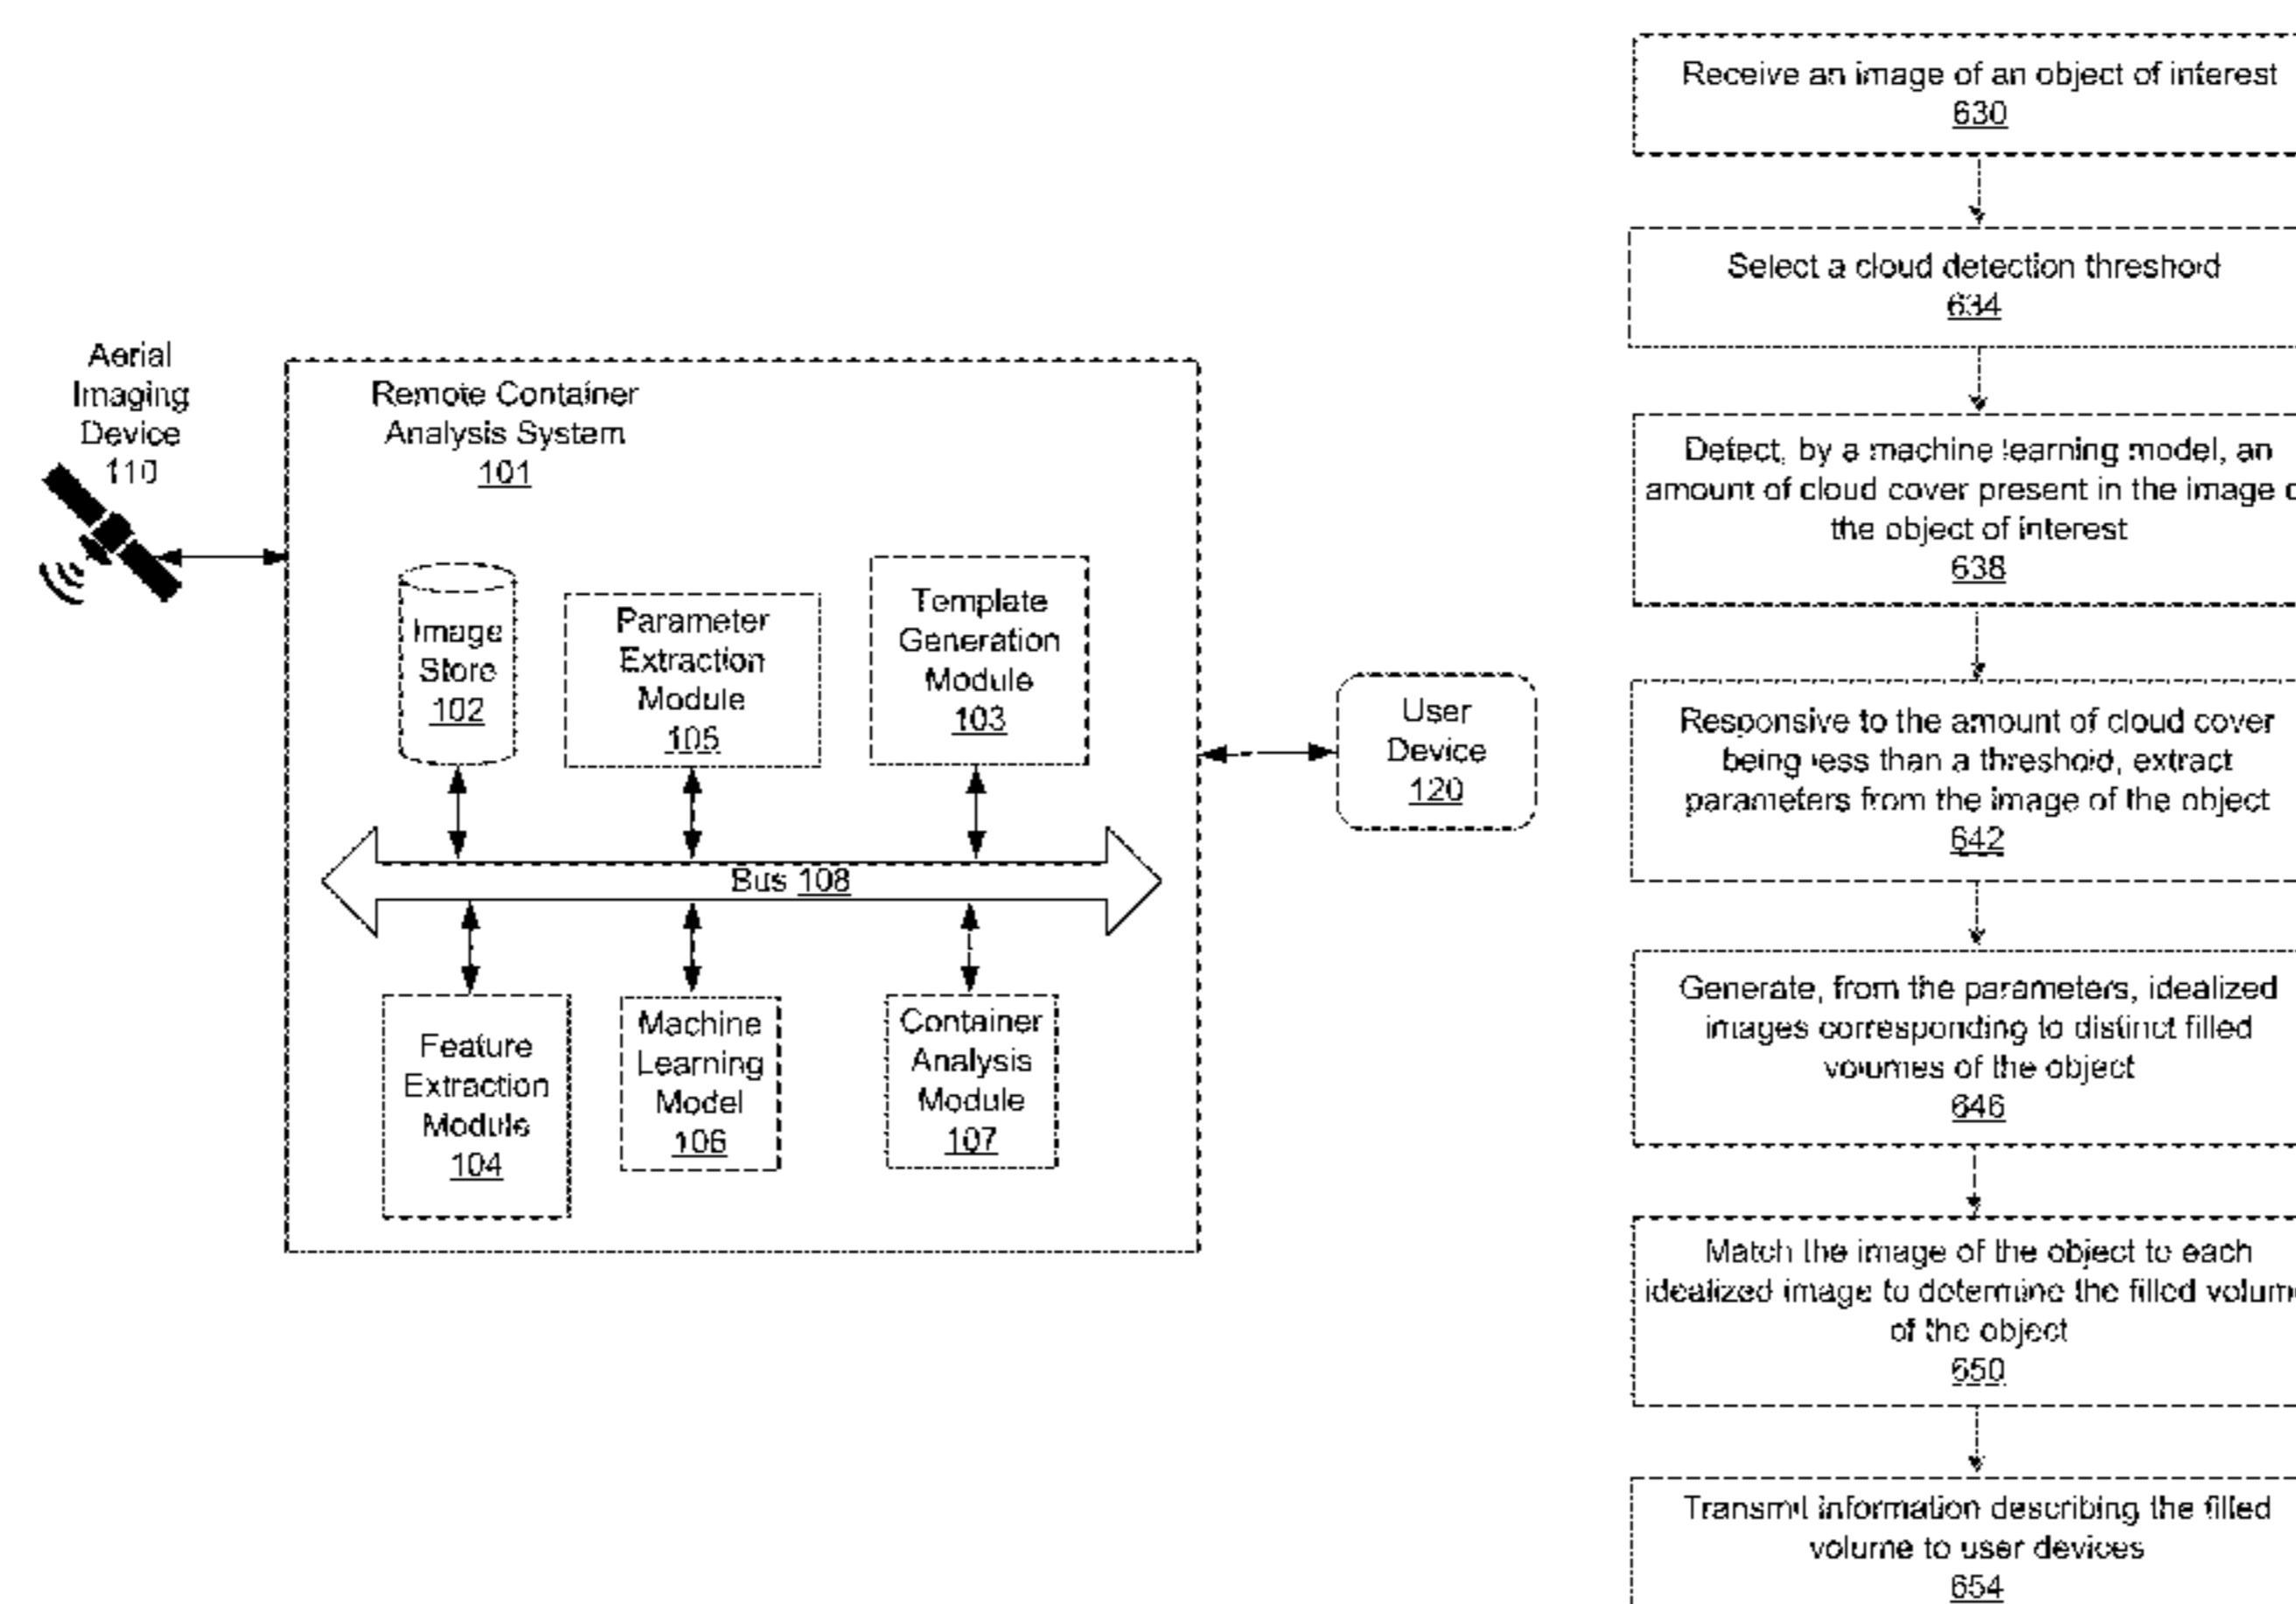 Aerial
Imaging
Device
110
Remote Container
Analysis System
101
Image
Store
102
Parameter
Extraction
Module
105
Template
Generation
Module
103
Bus 108
Feature
Extraction
Module
104
Machine
Learning
Model
106
Container
Analysis
Module
107
User
Device
120
Receive an image of an object of interest
630
Select a cloud detection threshold
634
Detect, by a machine learning model, an
amount of cloud cover present in the image
the object of interest
638
Responsive to the amount of cloud cover
being less than a threshold, extract
parameters from the image of the object
642
Generate, from the parameters, idealized
images corresponding to distinct filled
volumes of the object
646
Match the image of the object to each
idealized image to determine the filled volum
of the object
650
Transmit information describing the filled
volume to user devices
654